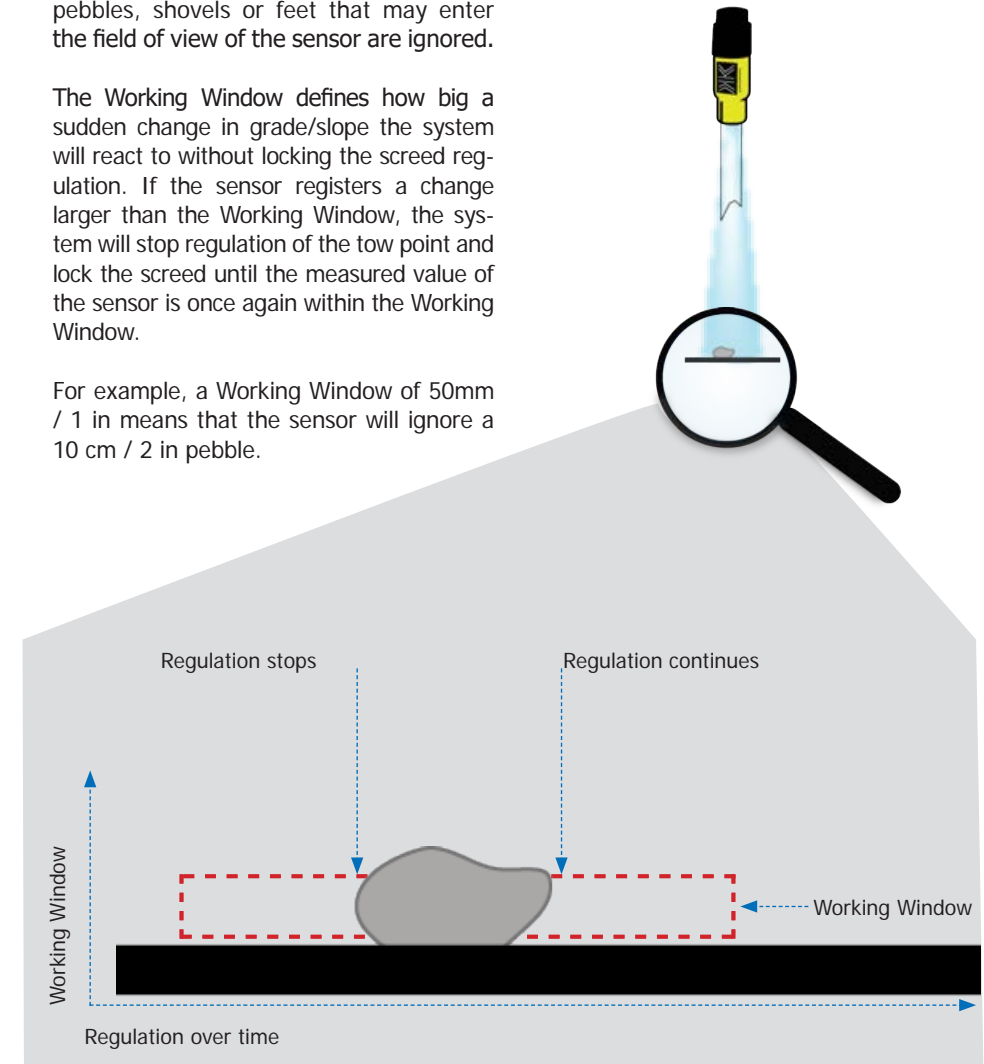 pebbles, shovels or feet that may enter
the field of view of the sensor are ignored.
The Working Window defines how big a
sudden change in grade/slope the system
will react to without locking the screed reg-
ulation. If the sensor registers a change
larger than the Working Window, the sys-
tem will stop regulation of the tow point and
lock the screed until the measured value of
the sensor is once again within the Working
Window.
For example, a Working Window of 50mm
/ 1 in means that the sensor will ignore a
10 cm / 2 in pebble.
Regulation stops
Regulation continues
Working Window
Working Window
Regulation over time